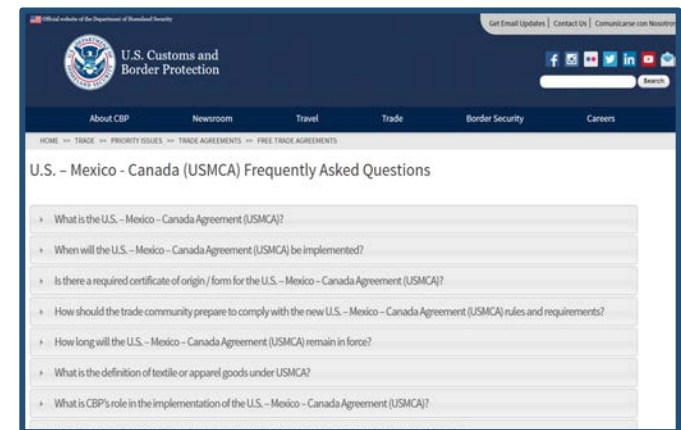 Official website of the Department of Homeland Security
Get Email Updates | Contact Us | Comunicarse con Nosotros
U.S. Customs and
Border Protection
Search
About CBP Newsroom Travel Trade Border Security Careers
HOME >> TRADE >> PRIORITY ISSUES >> TRADE AGREEMENTS >> FREE TRADE AGREEMENTS
U.S. – Mexico - Canada (USMCA) Frequently Asked Questions
What is the U.S. – Mexico – Canada Agreement (USMCA)?
When will the U.S. – Mexico – Canada Agreement (USMCA) be implemented?
Is there a required certificate of origin / form for the U.S. – Mexico – Canada Agreement (USMCA)?
How should the trade community prepare to comply with the new U.S. – Mexico – Canada Agreement (USMCA) rules and requirements?
How long will the U.S. – Mexico – Canada Agreement (USMCA) remain in force?
What is the definition of textile or apparel goods under USMCA?
What is CBP's role in the implementation of the U.S. – Mexico – Canada Agreement (USMCA)?